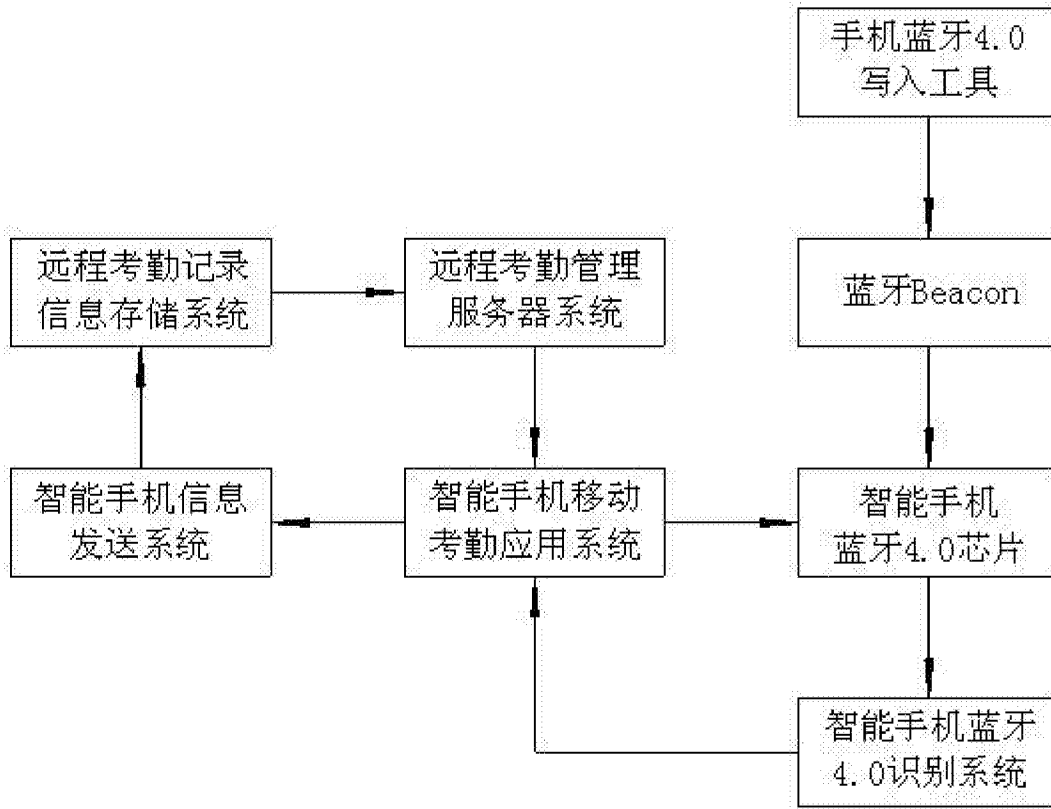 手机蓝牙4.0
写入工具
远程考勤记录
信息存储系统
远程考勤管理
服务器系统
蓝牙Beacon
智能手机信息
发送系统
智能手机移动
考勤应用系统
智能手机
蓝牙4.0芯片
智能手机蓝牙
4.0识别系统